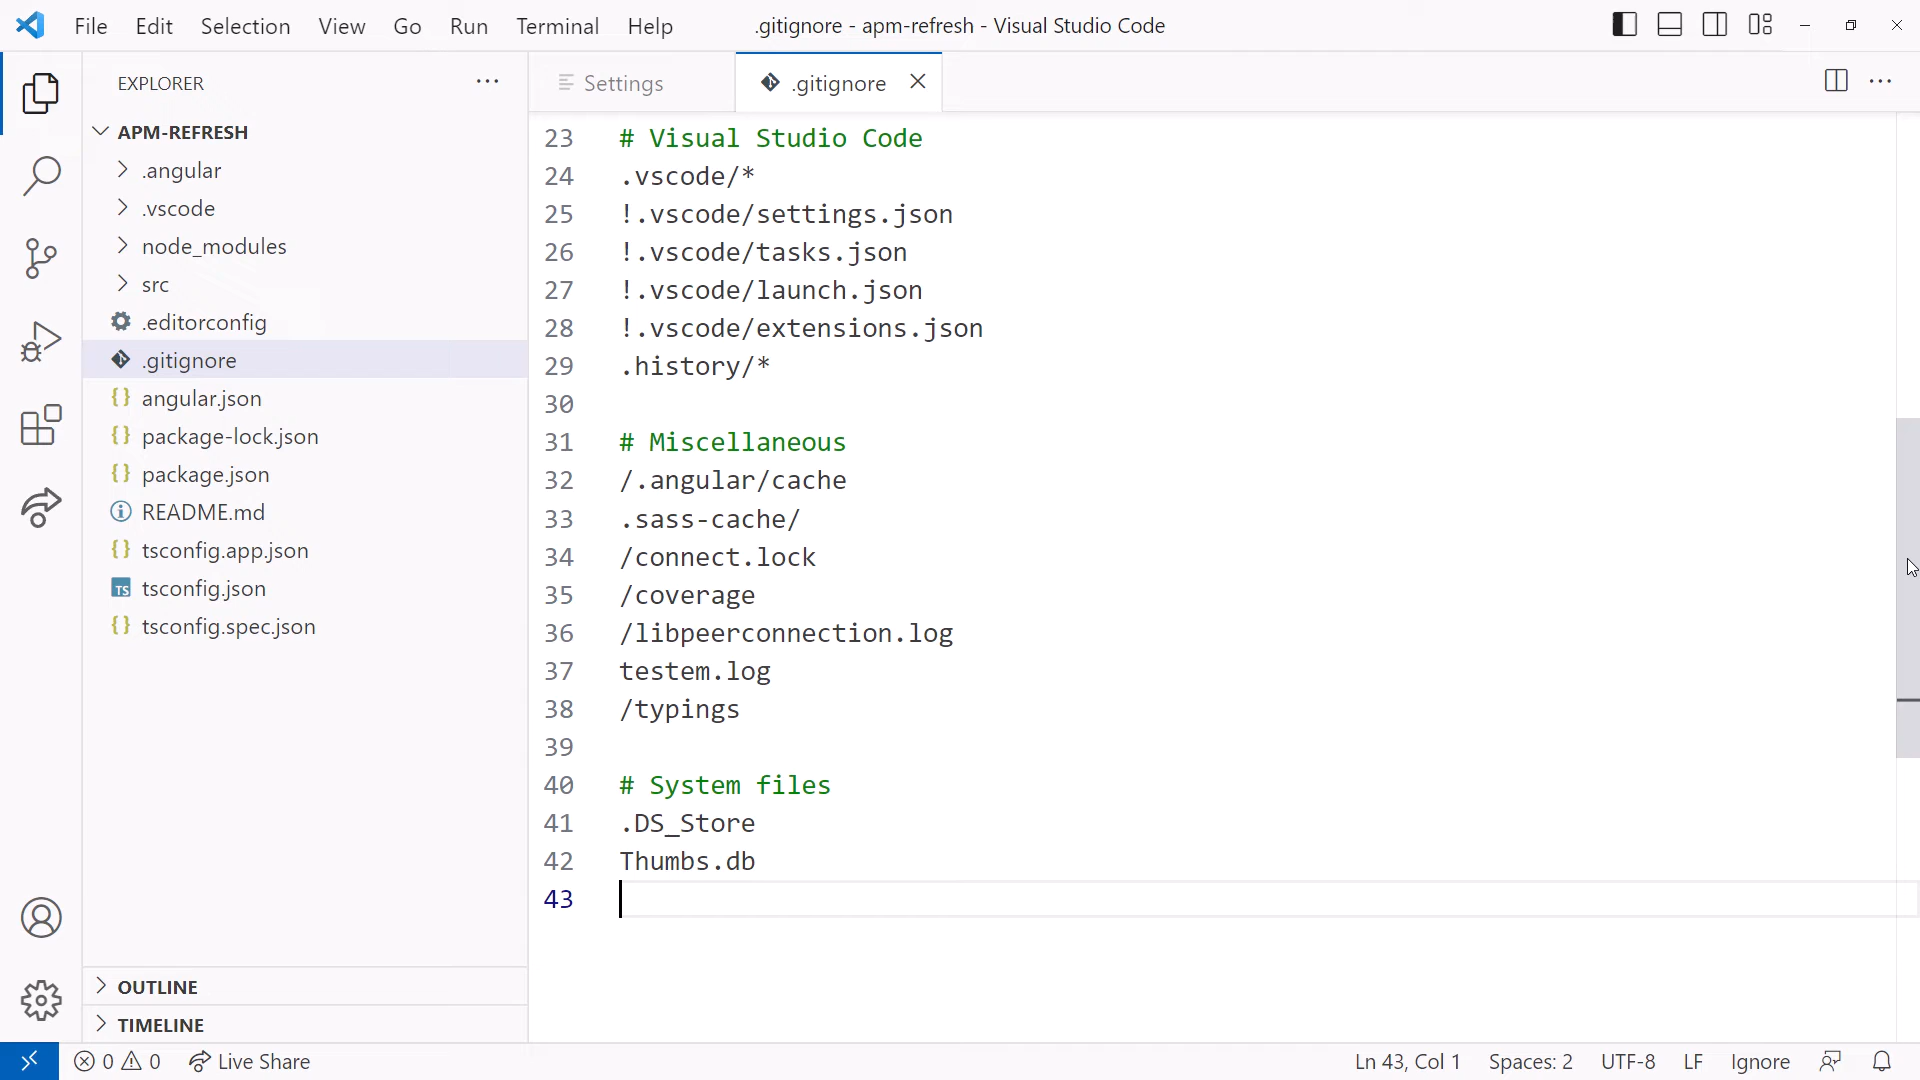 File Edit Selection View Go Run Terminal Help .gitignore - apm-refresh - Visual Studio Code
EXPLORER
APM-REFRESH
.angular
.vscode
node_modules
src
.editorconfig
.gitignore
{} angular.json
{} package-lock.json
{} package.json
README.md
{} tsconfig.app.json
TS tsconfig.json
{} tsconfig.spec.json
OUTLINE
TIMELINE
Settings .gitignore
23 # Visual Studio Code
24 .vscode/*
25 !.vscode/settings.json
26 !.vscode/tasks.json
27 !.vscode/launch.json
28 !.vscode/extensions.json
29 .history/*
30
31 # Miscellaneous
32 /.angular/cache
33 .sass-cache/
34 /connect.lock
35 /coverage
36 /libpeerconnection.log
37 testem.log
38 /typings
39
40 # System files
41 .DS_Store
42 Thumbs.db
43
0 0 Live Share Ln 43, Col 1 Spaces: 2 UTF-8 LF Ignore